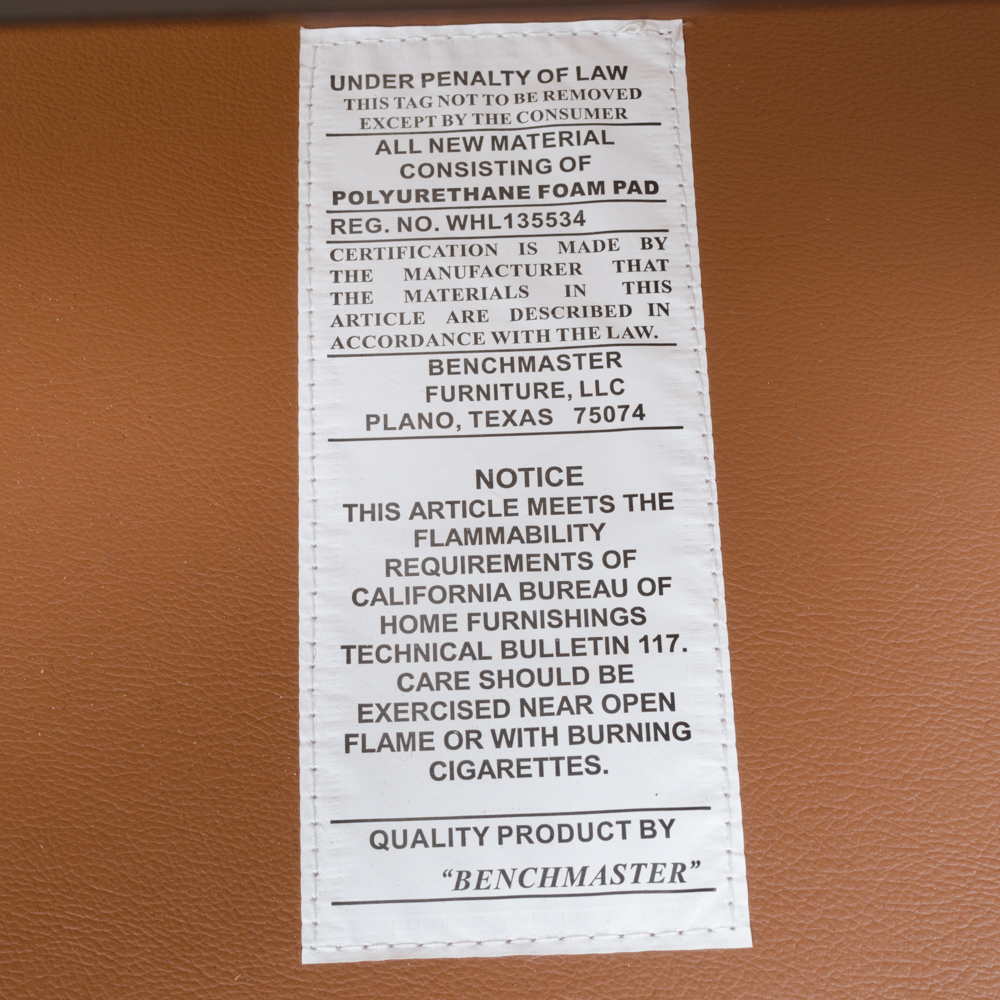 UNDER PENALTY OF LAW
THIS TAG NOT TO BE REMOVED
EXCEPT BY THE CONSUMER
ALL NEW MATERIAL
CONSISTING OF
POLYURETHANE FOAM PAD
REG. NO. WHL135534
CERTIFICATION IS MADE BY
THE MANUFACTURER THAT
THE MATERIALS IN THIS
ARTICLE ARE DESCRIBED IN
ACCORDANCE WITH THE LAW.
BENCHMASTER
FURNITURE, LLC
PLANO, TEXAS 75074
NOTICE
THIS ARTICLE MEETS THE
FLAMMABILITY
REQUIREMENTS OF
CALIFORNIA BUREAU OF
HOME FURNISHINGS
TECHNICAL BULLETIN 117.
CARE SHOULD BE
EXERCISED NEAR OPEN
FLAME OR WITH BURNING
CIGARETTES.
QUALITY PRODUCT BY
“BENCHMASTER”